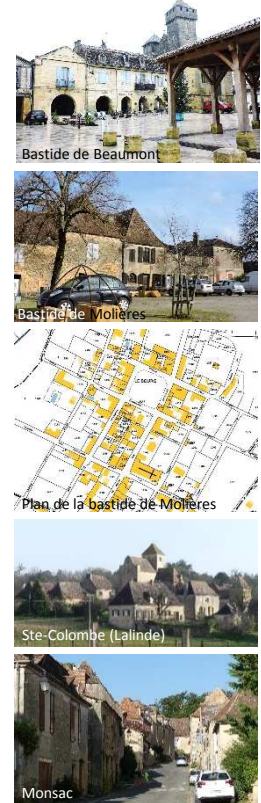 Bastide de Beaumont
Bastide de Molières
LE BOURG
Plan de la bastide de Molières
Ste-Colombe (Lalinde)
Monsac